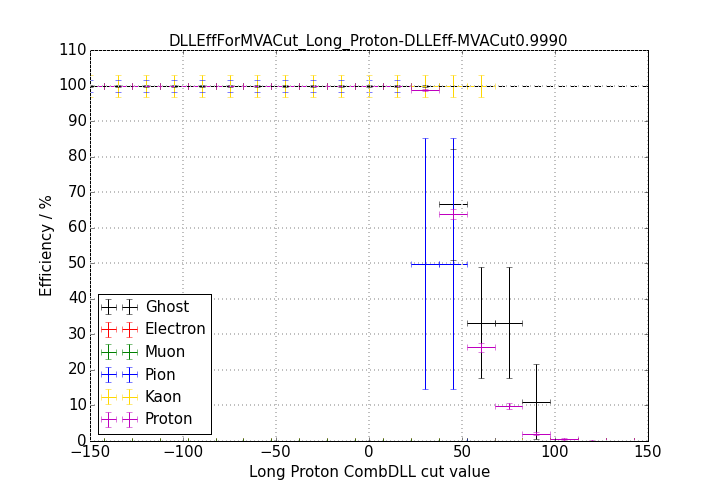 DLLEffForMVACut_Long_Proton-DLLEff-MVACut0.9990
110
100
90
80
70
60
50
40
30
20
10
0
Efficiency / %
Ghost
Electron
Muon
Pion
Kaon
Proton
−150 −100 −50 0 50 100 150
Long Proton CombDLL cut value